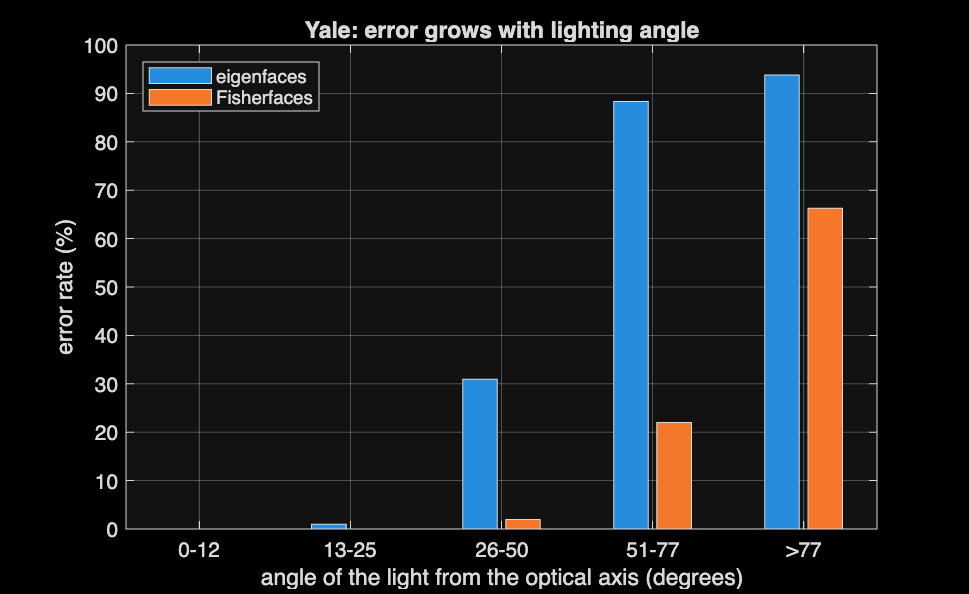 Yale: error grows with lighting angle
eigenfaces
Fisherfaces
error rate (%)
100
90
80
70
60
50
40
30
20
10
0
0-12 13-25 26-50 51-77 >77
angle of the light from the optical axis (degrees)